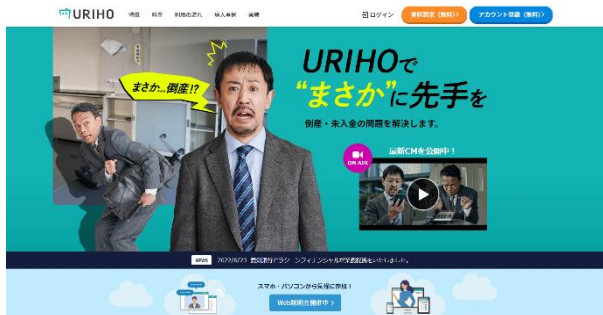 URIHO
特徴
料金
利用の流れ
導入事例
実績
ログイン
資料請求（無料）
アカウント登録（無料）
まさか...倒産!?
URIHOで
“まさか”に先手を
倒産・未入金の問題を解決します。
最新CMを公開中！
ON AIR
NEWS
2022/6/23
スマホ・パソコンから気軽に参加！
Web説明会開催中